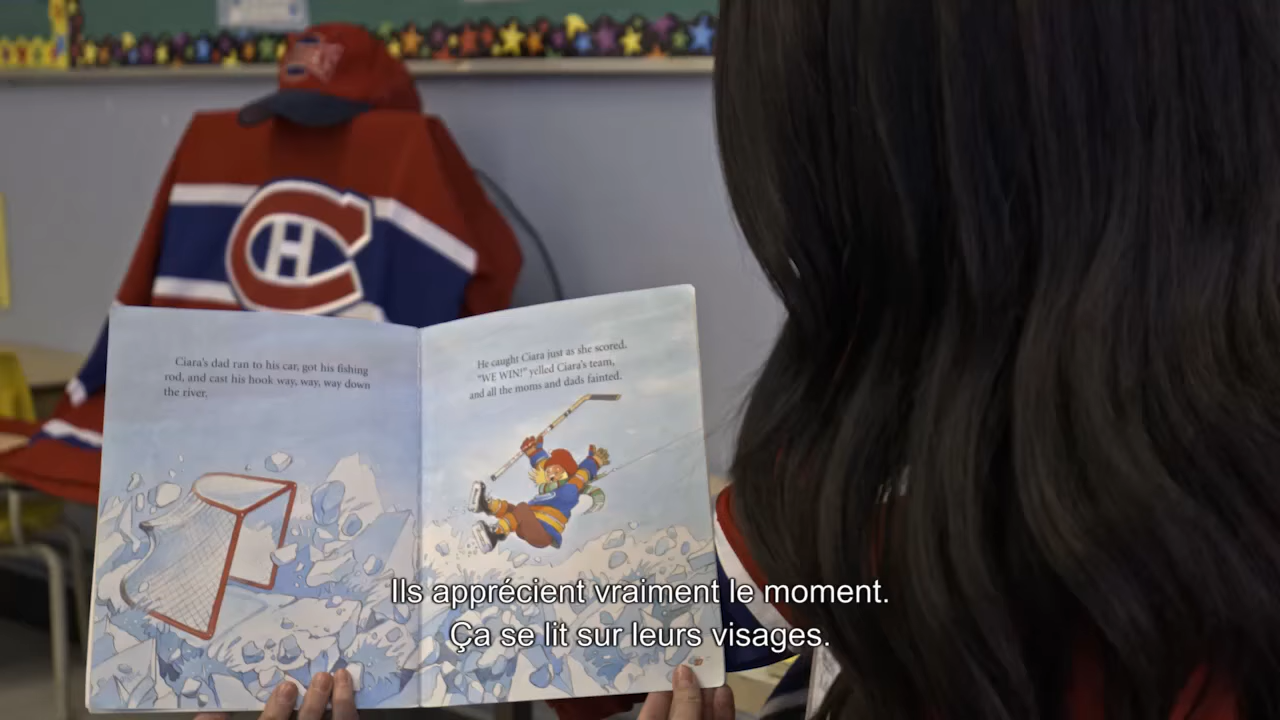 Ciara's dad ran to his car, got his fishing
rod, and cast his hook way, way, way down
the river.
He caught Ciara just as she scored.
"WE WIN!" yelled Ciara's team,
and all the moms and dads fainted.
Ils apprécient vraiment le moment.
Ça se lit sur leurs visages.